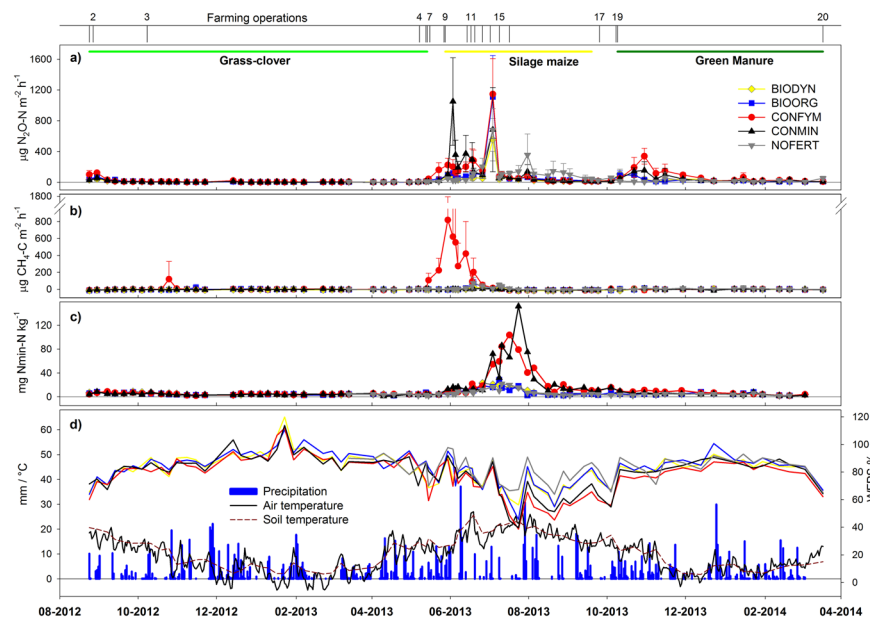 2 3 Farming operations 4 7 9 11 15 17 19 20
a)
Grass-clover Silage maize Green Manure
BIODYN
BIOORG
CONFYM
CONMIN
NOFERT
µg N₂O-N m⁻² h⁻¹
1600
1200
800
400
0
b)
µg CH₄-C m⁻² h⁻¹
1800
800
600
400
200
0
c)
mg Nmin-N kg⁻¹
120
80
40
0
d)
mm / °C
60
50
40
30
20
10
0
Precipitation
Air temperature
Soil temperature
120
100
80
60
40
20
0
WFPS %
08-2012 10-2012 12-2012 02-2013 04-2013 06-2013 08-2013 10-2013 12-2013 02-2014 04-2014